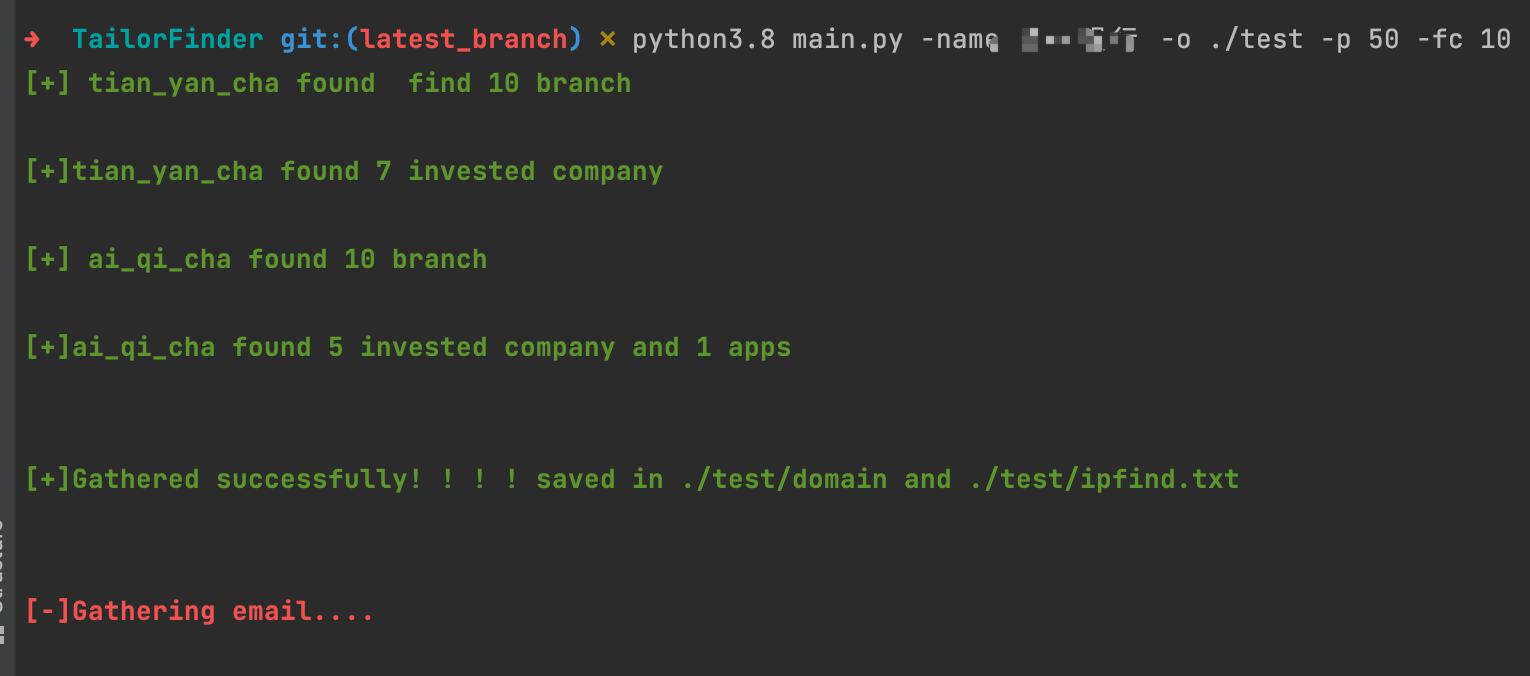 ➜ TailorFinder git:(latest_branch) ✗ python3.8 main.py -name -o ./test -p 50 -fc 10
[+] tian_yan_cha found  find 10 branch
[+]tian_yan_cha found 7 invested company
[+] ai_qi_cha found 10 branch
[+]ai_qi_cha found 5 invested company and 1 apps
[+]Gathered successfully! ! ! ! saved in ./test/domain and ./test/ipfind.txt
[-]Gathering email....